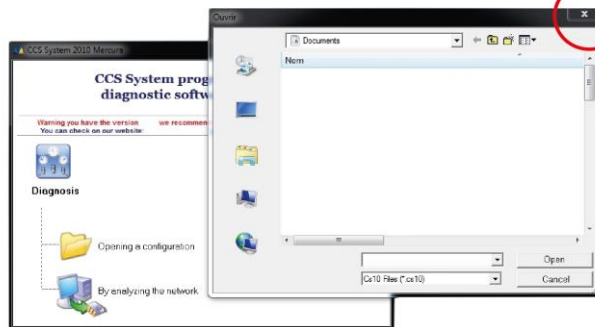 Ouvrir
x
Documents
Nom
CCS System 2010 Mercura
CCS System prog
diagnostic softw
Warning you have the version we recommen
You can check on our website:
Diagnosis
Opening a configuration
By analyzing the network
Open
Cs10 Files (*.cs10)
Cancel